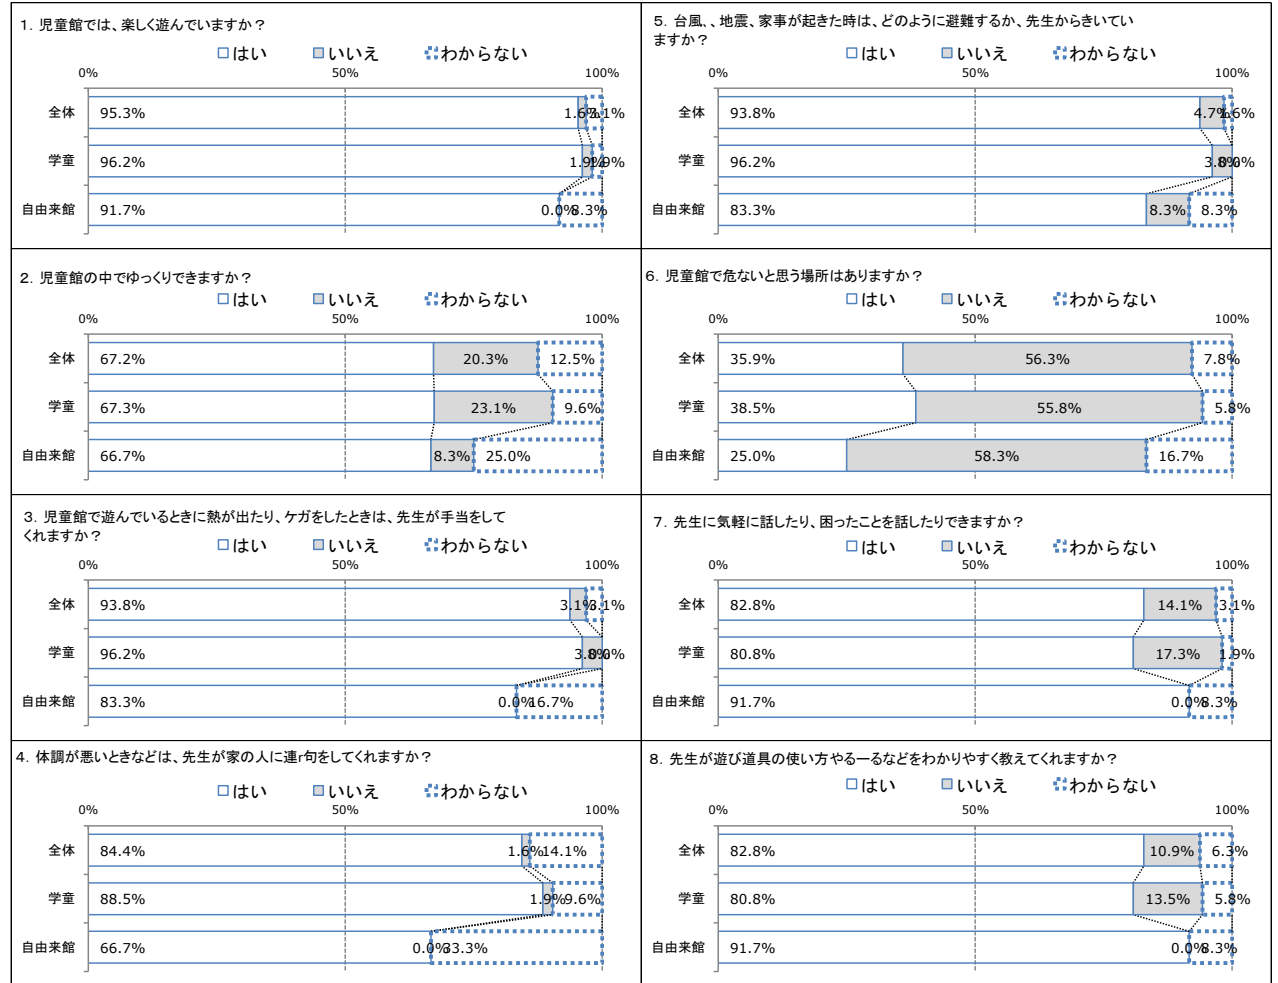 1．児童館では、楽しく遊んでいますか？
はい いいえ わからない
0% 50% 100%
全体 95.3% 1.6% 3.1%
学童 96.2% 1.9% 1.9%
自由来館 91.7% 0.0% 8.3%
2．児童館の中でゆっくりできますか？
はい いいえ わからない
0% 50% 100%
全体 67.2% 20.3% 12.5%
学童 67.3% 23.1% 9.6%
自由来館 66.7% 8.3% 25.0%
3．児童館で遊んでいるときに熱が出たり、ケガをしたときは、先生が手当をして
くれますか？
はい いいえ わからない
0% 50% 100%
全体 93.8% 3.1% 3.1%
学童 96.2% 3.8% 0.0%
自由来館 83.3% 0.0% 16.7%
4．体調が悪いときなどは、先生が家の人に連r句をしてくれますか？
はい いいえ わからない
0% 50% 100%
全体 84.4% 1.6% 14.1%
学童 88.5% 1.9% 9.6%
自由来館 66.7% 0.0% 33.3%
5．台風、、地震、家事が起きた時は、どのように避難するか、先生からきいてい
ますか？
はい いいえ わからない
0% 50% 100%
全体 93.8% 4.7% 1.6%
学童 96.2% 3.8% 0.0%
自由来館 83.3% 8.3% 8.3%
6．児童館で危ないと思う場所はありますか？
はい いいえ わからない
0% 50% 100%
全体 35.9% 56.3% 7.8%
学童 38.5% 55.8% 5.8%
自由来館 25.0% 58.3% 16.7%
7．先生に気軽に話したり、困ったことを話したりできますか？
はい いいえ わからない
0% 50% 100%
全体 82.8% 14.1% 3.1%
学童 80.8% 17.3% 1.9%
自由来館 91.7% 0.0% 8.3%
8．先生が遊び道具の使い方やるーるなどをわかりやすく教えてくれますか？
はい いいえ わからない
0% 50% 100%
全体 82.8% 10.9% 6.3%
学童 80.8% 13.5% 5.8%
自由来館 91.7% 0.0% 8.3%